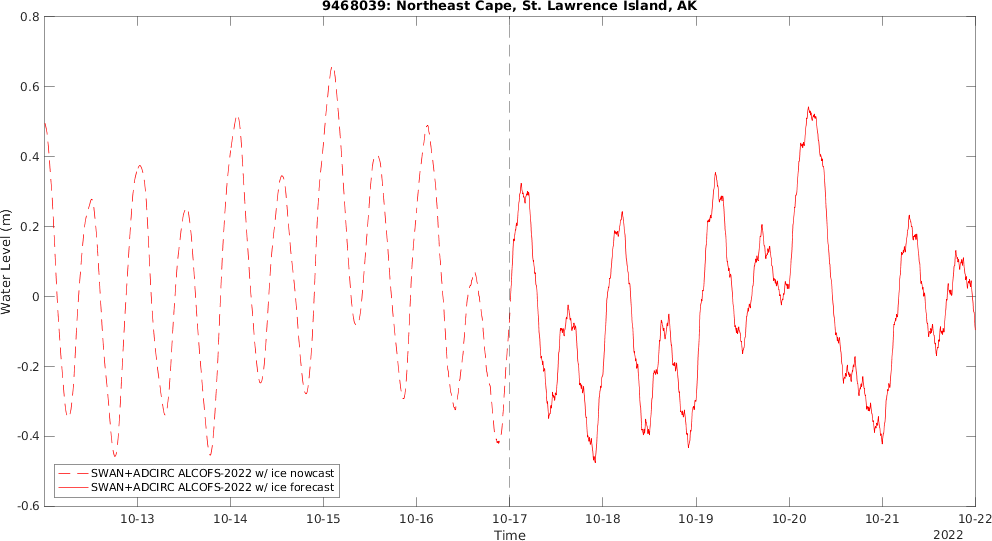 9468039: Northeast Cape, St. Lawrence Island, AK
0.8
0.6
0.4
0.2
0
-0.2
-0.4
-0.6
Water Level (m)
SWAN+ADCIRC ALCOFS-2022 w/ ice nowcast
SWAN+ADCIRC ALCOFS-2022 w/ ice forecast
10-13 10-14 10-15 10-16 10-17 10-18 10-19 10-20 10-21 10-22
Time
2022